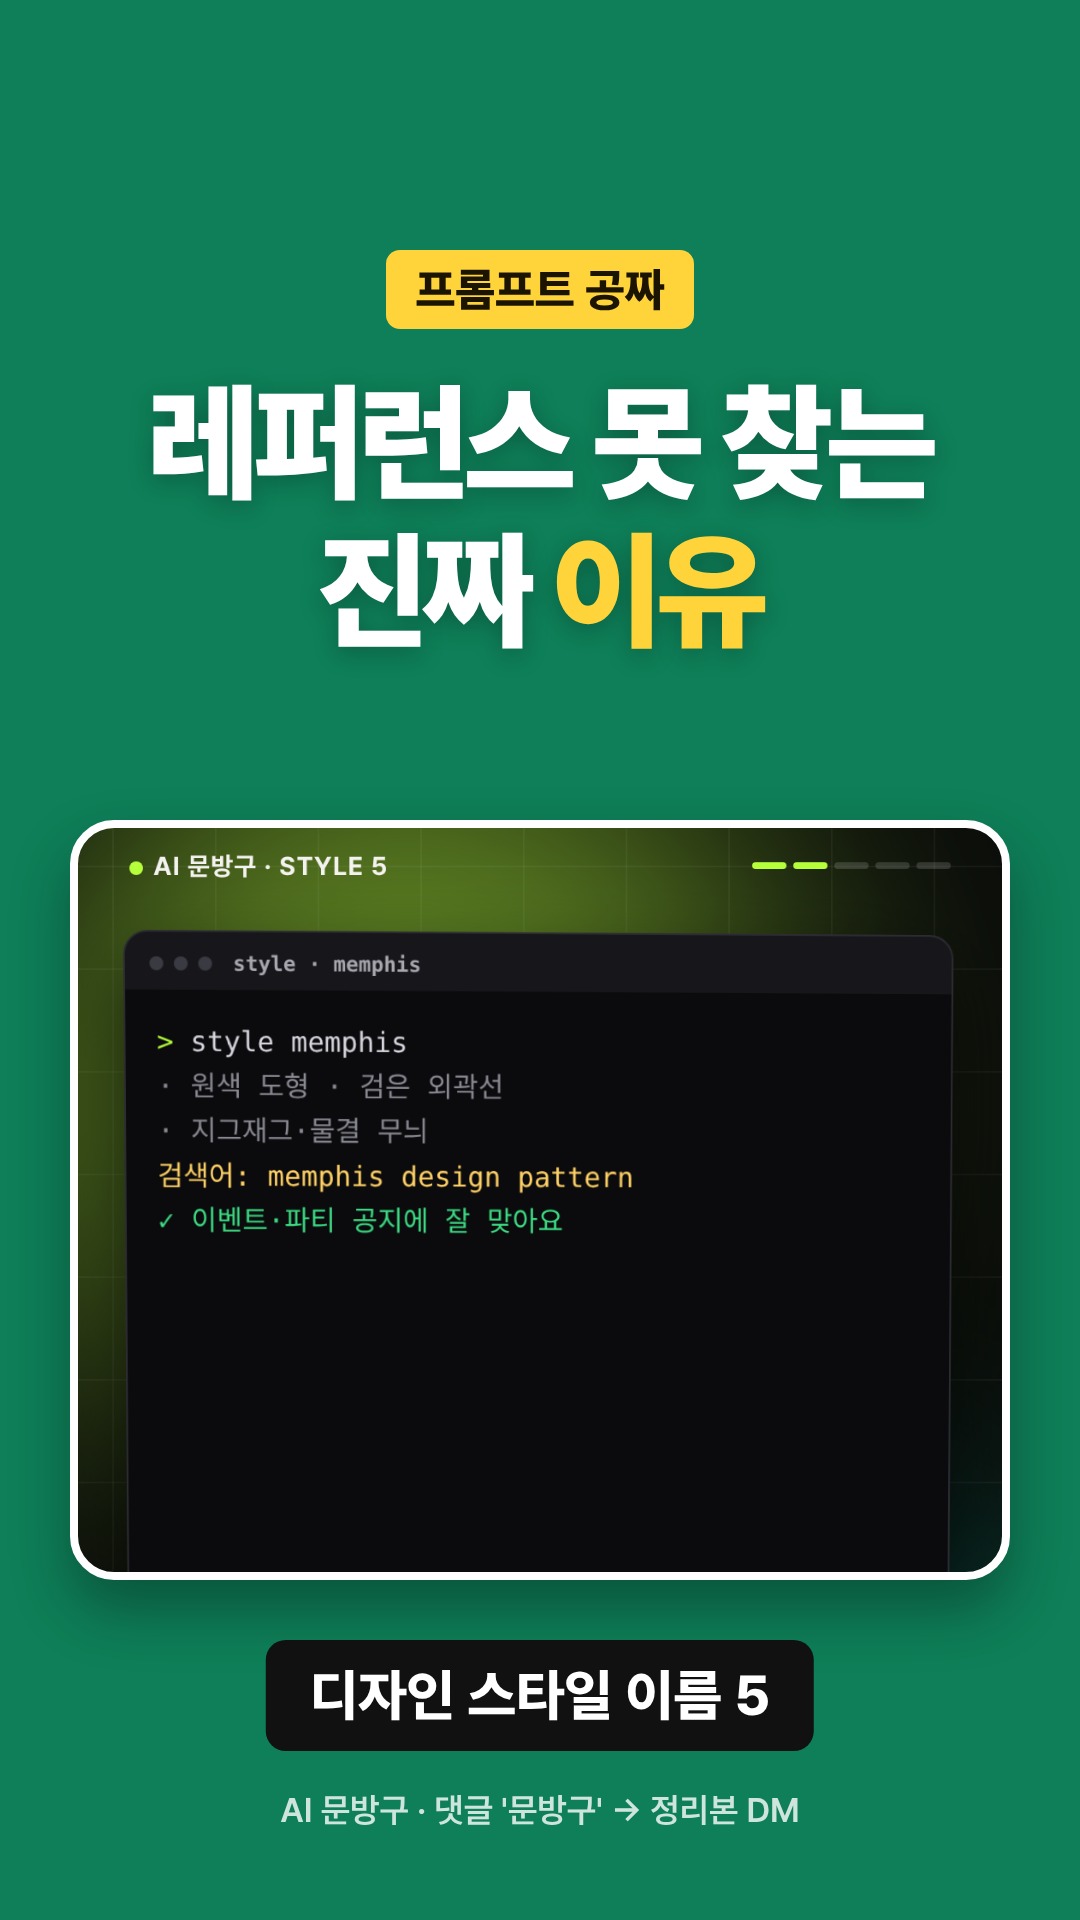 프롬프트 공짜
레퍼런스 못 찾는
진짜 이유
AI 문방구 · STYLE 5
style · memphis
> style memphis
· 원색 도형 · 검은 외곽선
· 지그재그·물결 무늬
검색어: memphis design pattern
✓ 이벤트·파티 공지에 잘 맞아요
디자인 스타일 이름 5
AI 문방구 · 댓글 '문방구' → 정리본 DM